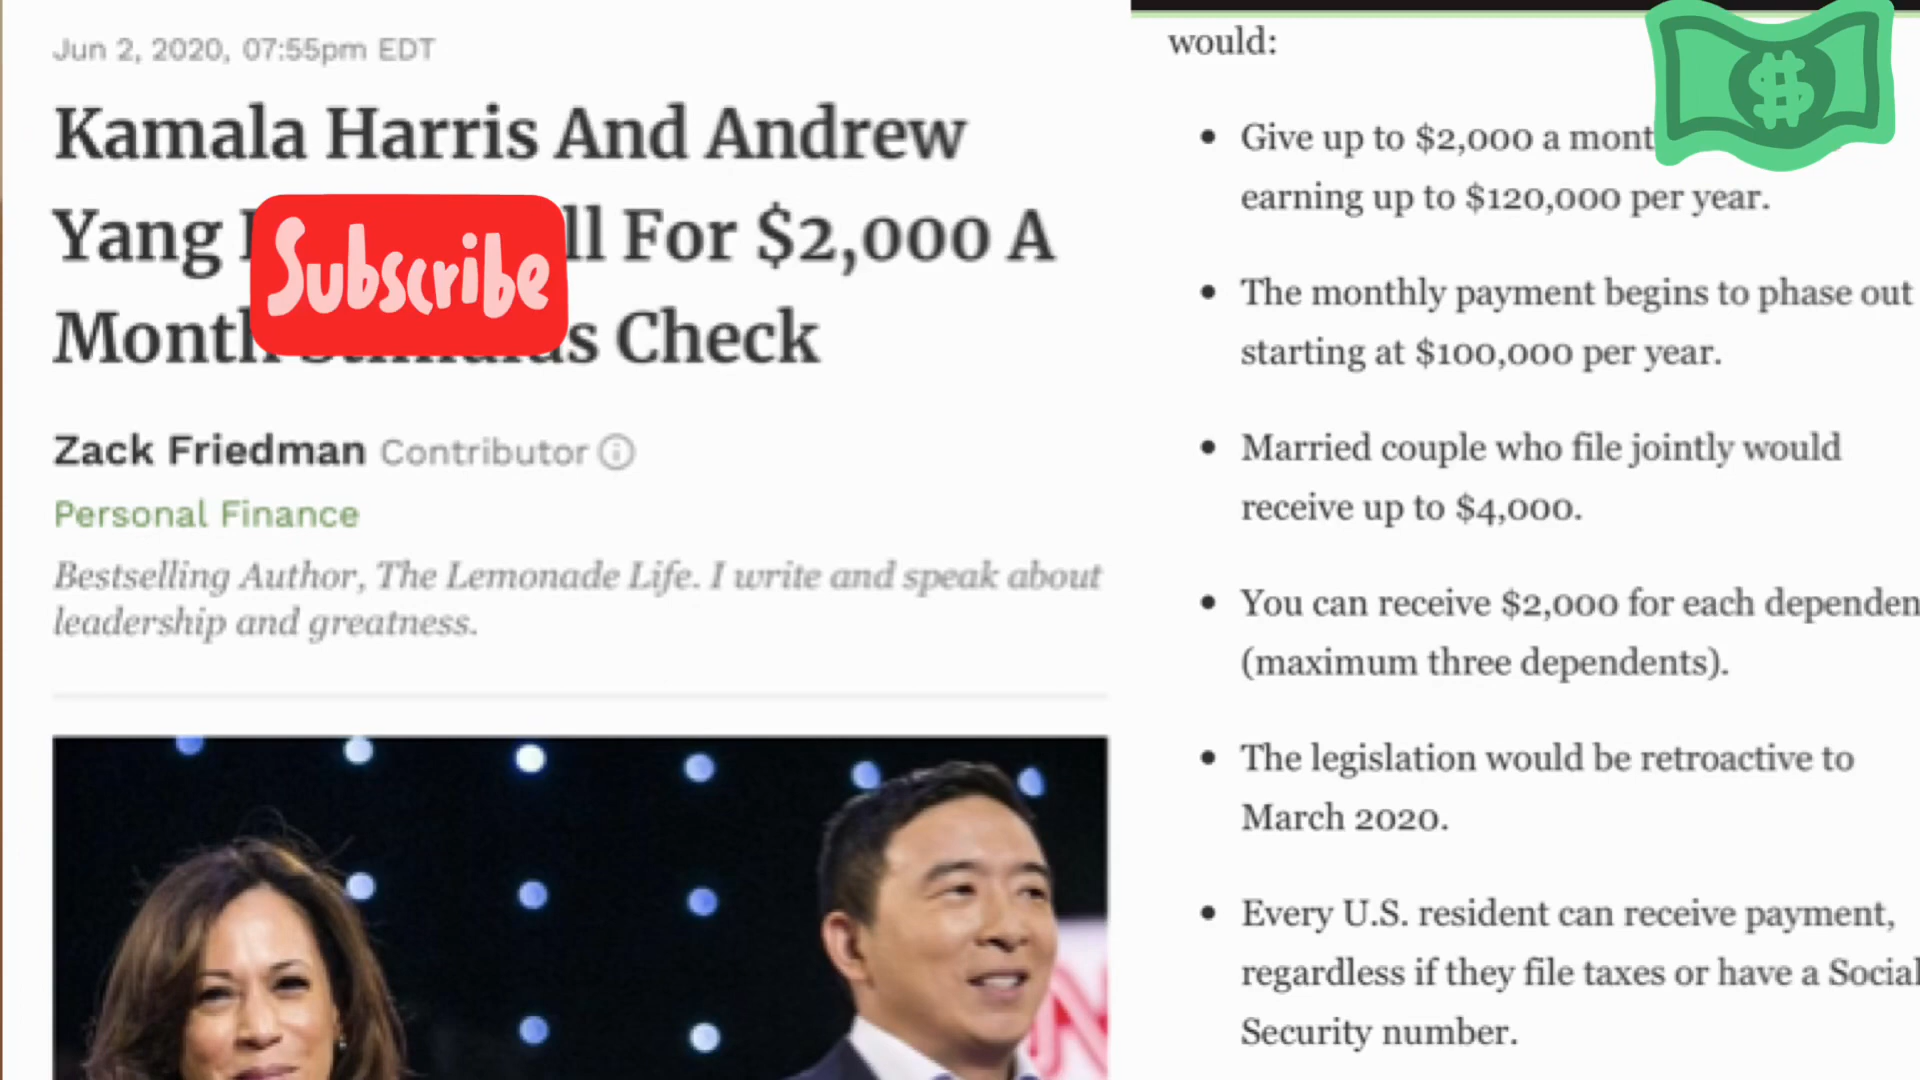 Jun 2, 2020, 07:55pm EDT
Kamala Harris And Andrew
Yang ll For $2,000 A
Month Check
Subscribe
Zack Friedman Contributor
Personal Finance
Bestselling Author, The Lemonade Life. I write and speak about
leadership and greatness.
would:
• Give up to $2,000 a mont
earning up to $120,000 per year.
• The monthly payment begins to phase out
starting at $100,000 per year.
• Married couple who file jointly would
receive up to $4,000.
• You can receive $2,000 for each dependen
(maximum three dependents).
• The legislation would be retroactive to
March 2020.
• Every U.S. resident can receive payment,
regardless if they file taxes or have a Social
Security number.
$